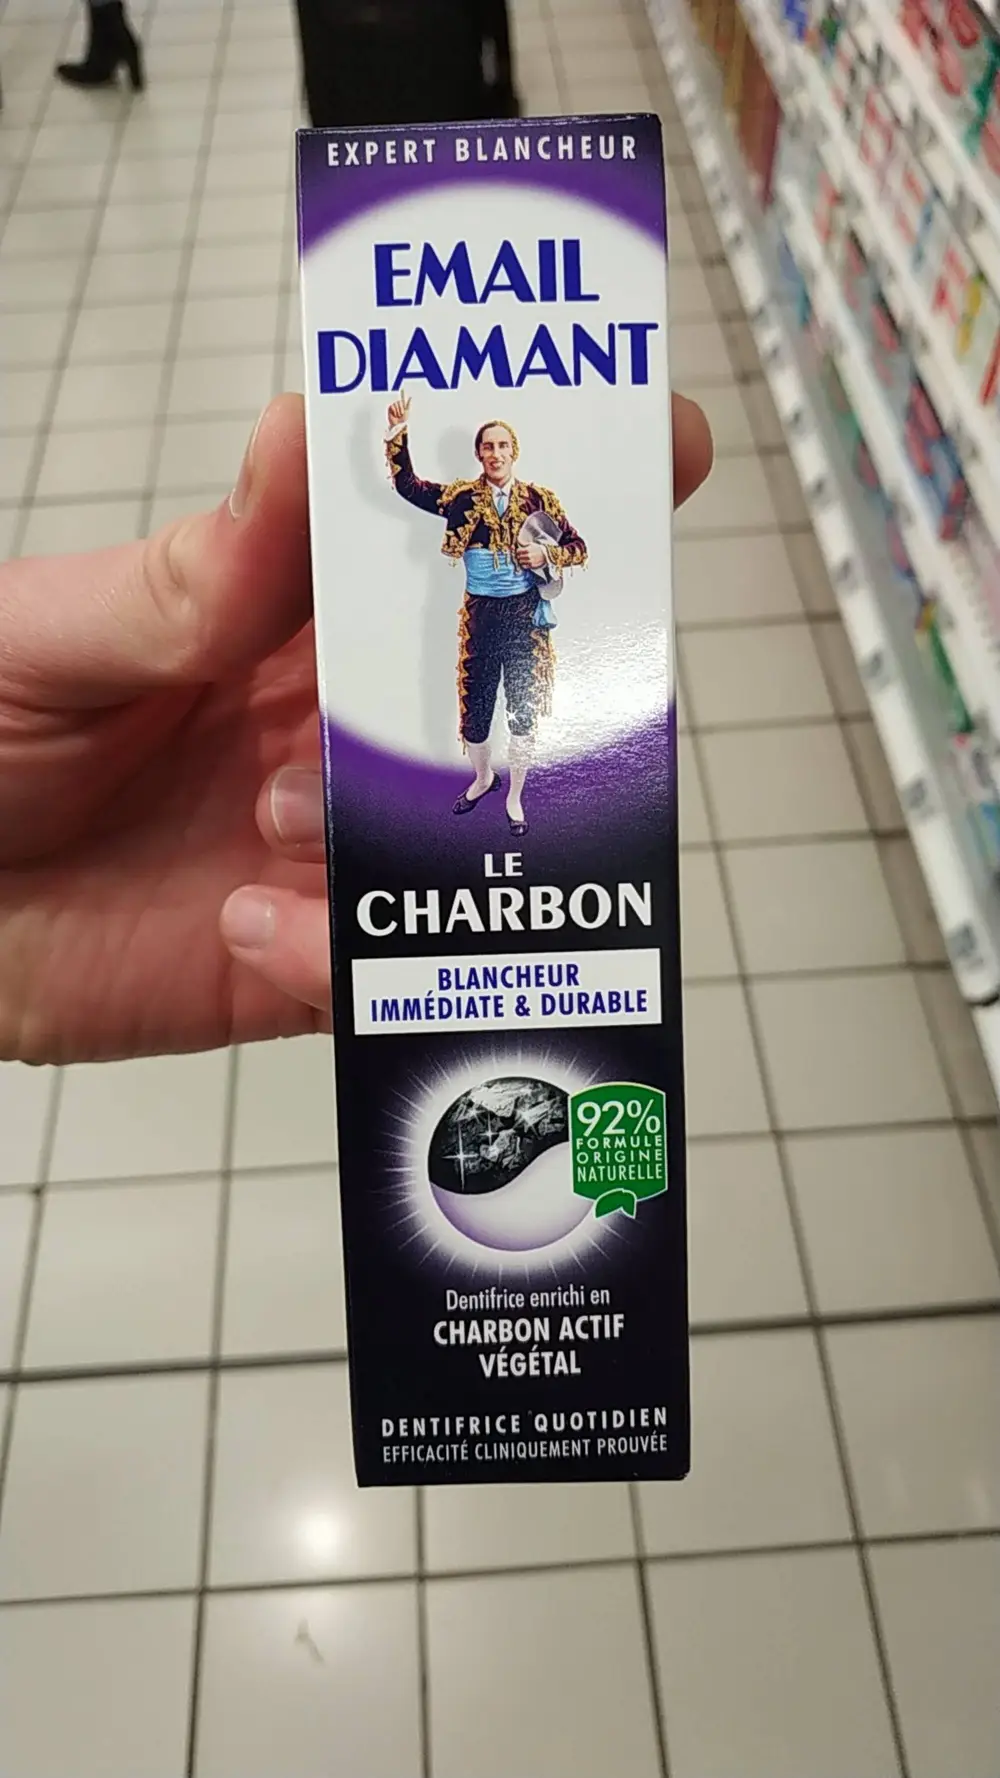 EXPERT BLANCHEUR
EMAIL
DIAMANT
LE
CHARBON
BLANCHEUR
IMMÉDIATE & DURABLE
92%
FORMULE
ORIGINE
NATURELLE
Dentifrice enrichi en
CHARBON ACTIF
VÉGÉTAL
DENTIFRICE QUOTIDIEN
EFFICACITÉ CLINIQUEMENT PROUVÉE